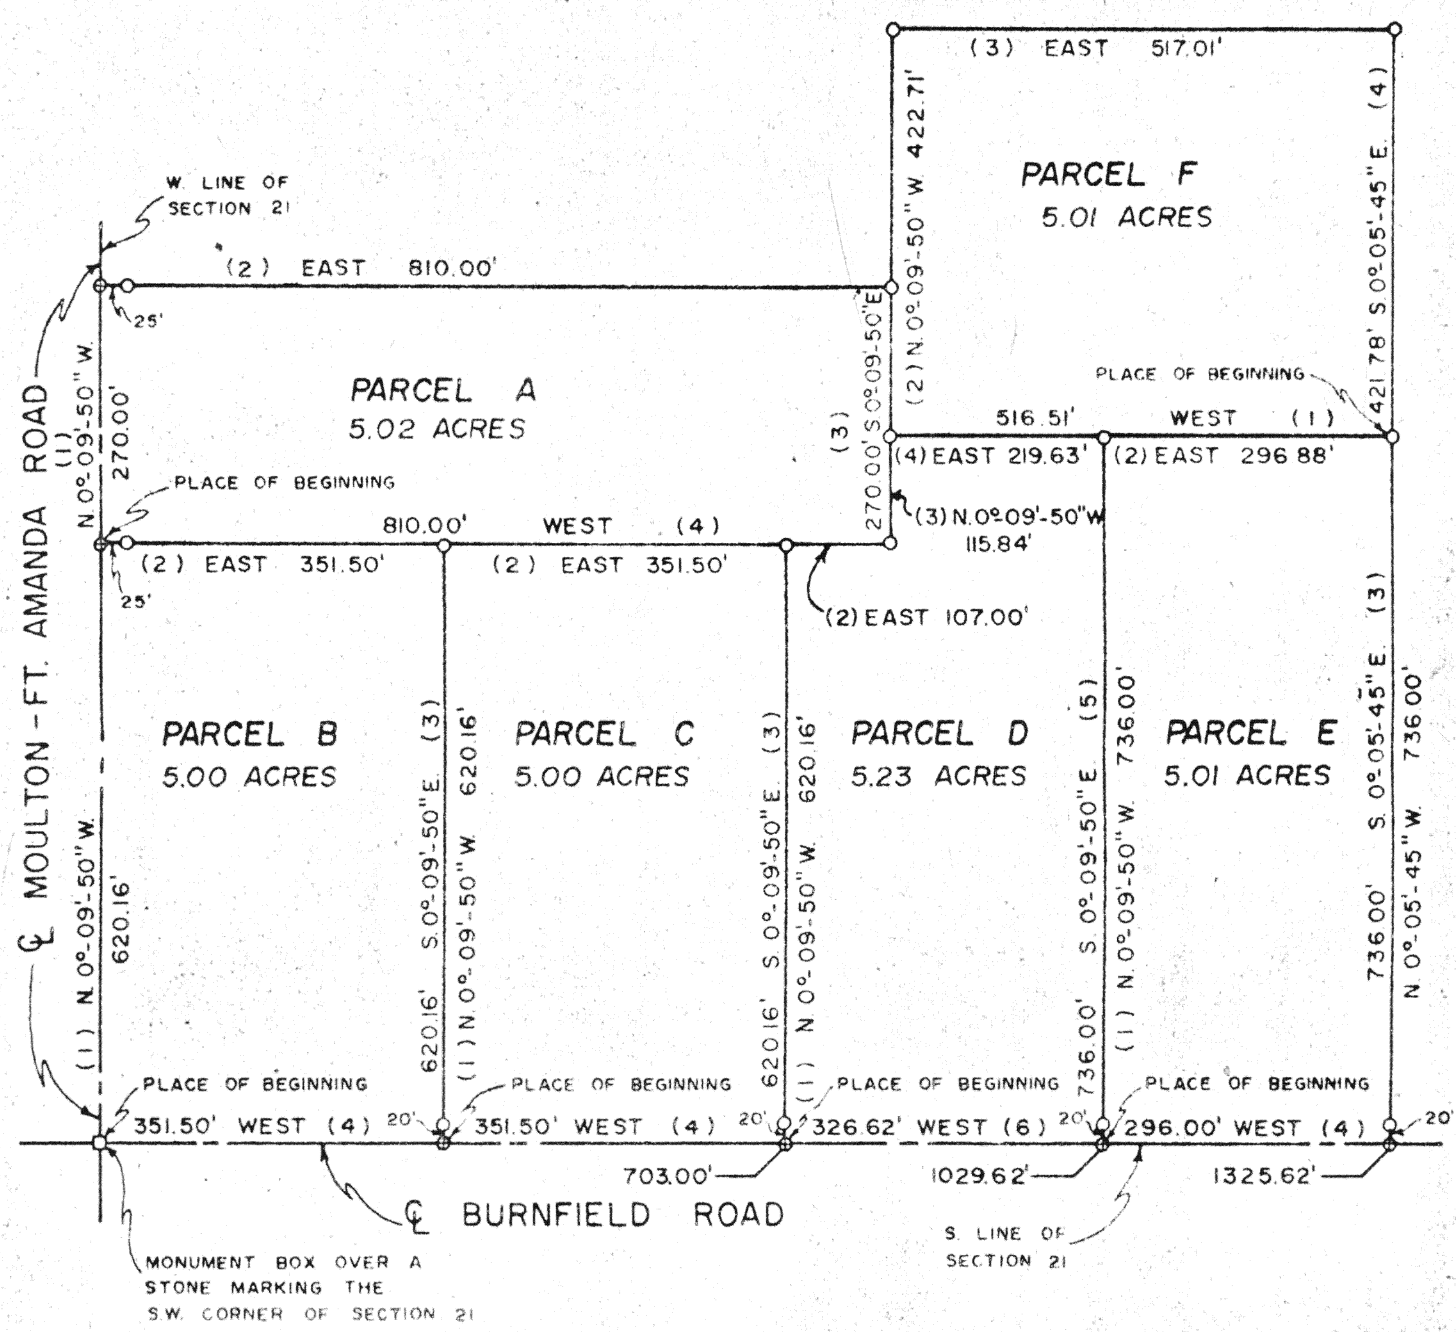 (3) EAST 517.01'
(2) N. 0°-09'-50" W. 422.71'
421 78' S. 0°-05'-45" E. (4)
PARCEL F
5.01 ACRES
W. LINE OF
SECTION 21
(2) EAST 810.00'
25'
N. 0°-09'-50" W.
(1)
270.00'
PARCEL A
5.02 ACRES
(3)
270.00' S. 0°-09'-50" E
PLACE OF BEGINNING
516.51' WEST (1)
(4) EAST 219.63'
(2) EAST 296 88'
(3) N. 0°-09'-50" W
115.84'
PLACE OF BEGINNING
810.00' WEST (4)
(2) EAST 351.50'
(2) EAST 351.50'
25'
(2) EAST 107.00'
℄ MOULTON - FT. AMANDA ROAD
(1) N. 0°-09'-50" W.
620.16'
PARCEL B
5.00 ACRES
620.16' S. 0°-09'-50" E (3)
(1) N. 0°-09'-50" W. 620.16'
PARCEL C
5.00 ACRES
620.16' S. 0°-09'-50" E. (3)
(1) N. 0°-09'-50" W. 620.16'
PARCEL D
5.23 ACRES
736.00' S. 0°-09'-50" E (5)
(1) N. 0°-09'-50" W. 736.00'
PARCEL E
5.01 ACRES
736.00' S. 0°-05'-45" E. (3)
N. 0°-05'-45" W. 736.00'
PLACE OF BEGINNING
PLACE OF BEGINNING
PLACE OF BEGINNING
PLACE OF BEGINNING
351.50' WEST (4) 20'
351.50' WEST (4) 20'
326.62' WEST (6) 20'
296.00' WEST (4) 20'
703.00'
1029.62'
1325.62'
℄ BURNFIELD ROAD
S. LINE OF
SECTION 21
MONUMENT BOX OVER A
STONE MARKING THE
S.W. CORNER OF SECTION 21